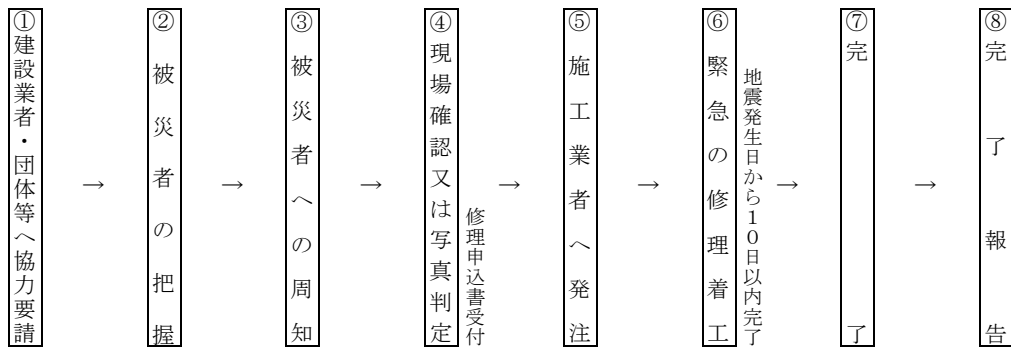 ①建設業者・団体等へ協力要請
→
②被災者の把握
→
③被災者への周知
→
④現場確認又は写真判定
修理申込書受付
→
⑤施工業者へ発注
→
⑥緊急の修理着工
地震発生日から10日以内完了
→
⑦完了
→
⑧完了報告